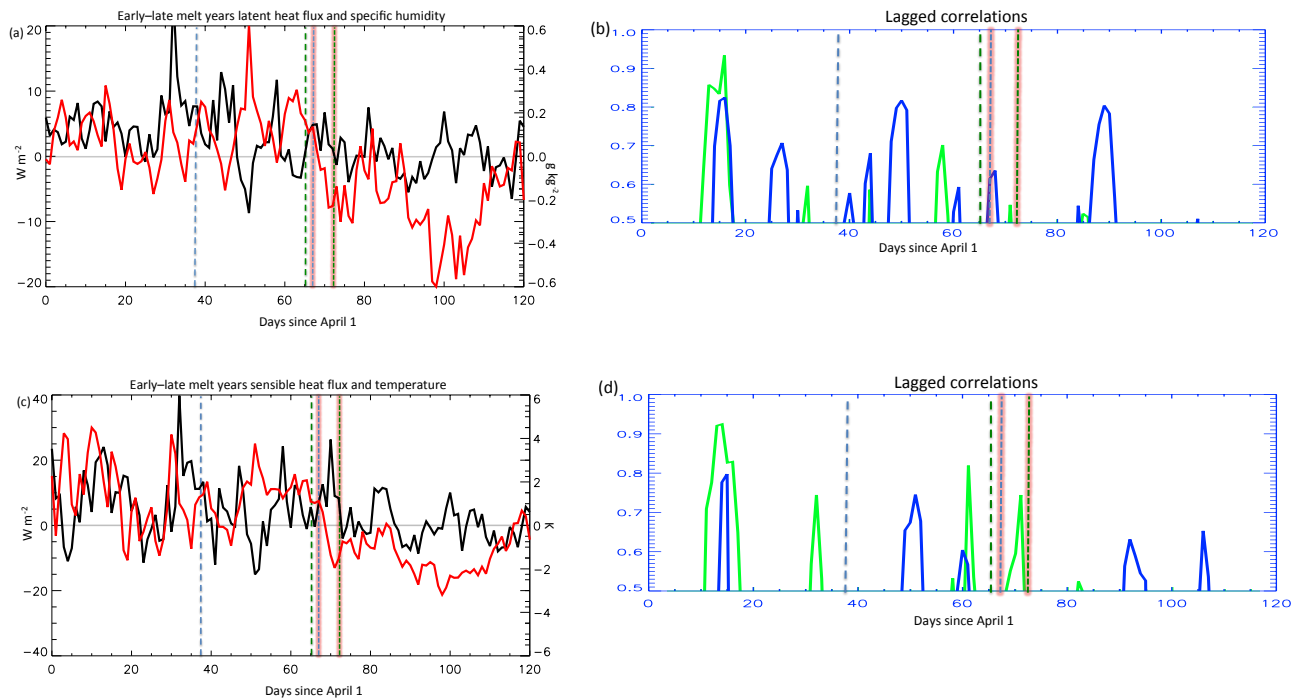 Early–late melt years latent heat flux and specific humidity
(a)
20
10
0
−10
−20
W m⁻²
0.6
0.4
0.2
0.0
−0.2
−0.4
−0.6
g kg⁻²
0 20 40 60 80 100 120
Days since April 1
Lagged correlations
(b)
1.0
0.9
0.8
0.7
0.6
0.5
0 20 40 60 80 100 120
Days since April 1
Early–late melt years sensible heat flux and temperature
(c)
40
20
0
−20
−40
W m⁻²
6
4
2
0
−2
−4
−6
K
0 20 40 60 80 100 120
Days since April 1
Lagged correlations
(d)
1.0
0.9
0.8
0.7
0.6
0.5
0 20 40 60 80 100 120
Days since April 1